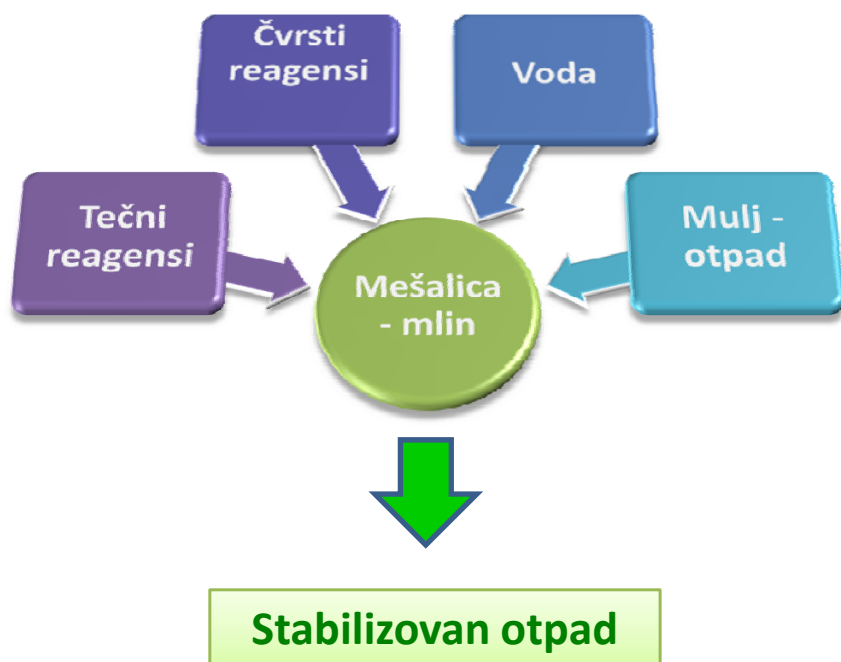 Čvrsti
reagensi
Voda
Tečni
reagensi
Mulj -
otpad
Mešalica
- mlin
Stabilizovan otpad